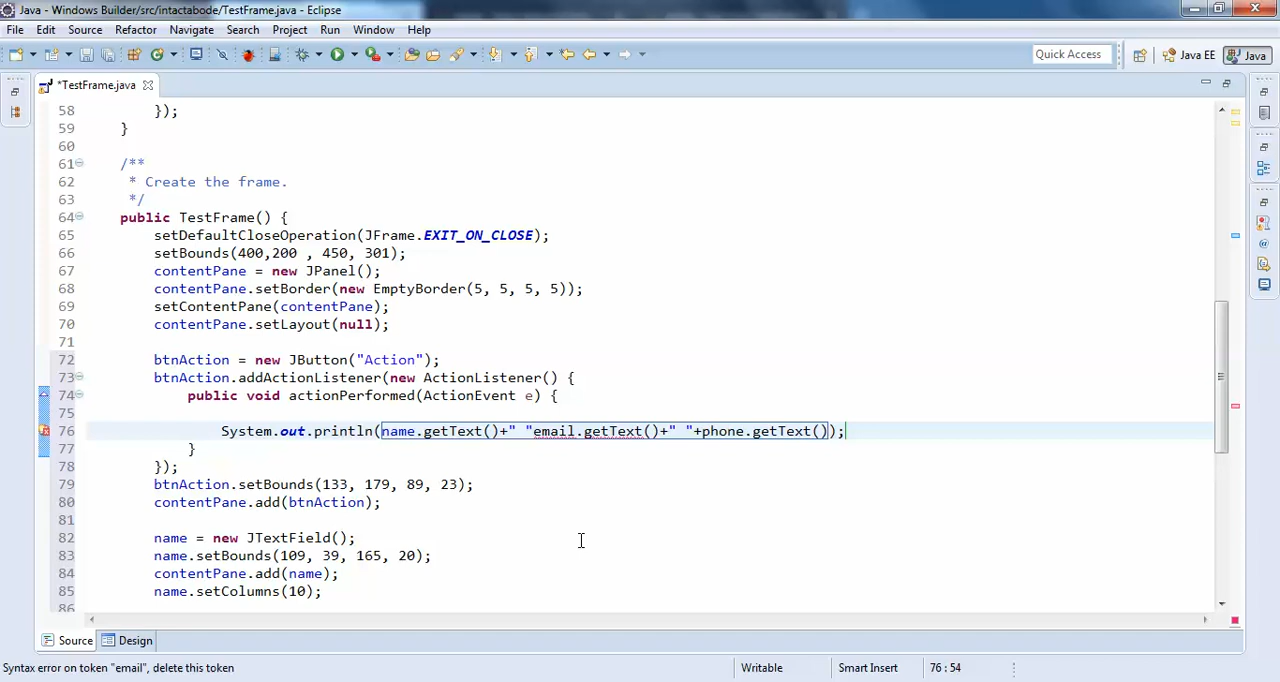 Java - Windows Builder/src/intactabode/TestFrame.java - Eclipse
File Edit Source Refactor Navigate Search Project Run Window Help
Quick Access Java EE Java
*TestFrame.java
58 });
59 }
60
61 /**
62 * Create the frame.
63 */
64 public TestFrame() {
65 setDefaultCloseOperation(JFrame.EXIT_ON_CLOSE);
66 setBounds(400,200 , 450, 301);
67 contentPane = new JPanel();
68 contentPane.setBorder(new EmptyBorder(5, 5, 5, 5));
69 setContentPane(contentPane);
70 contentPane.setLayout(null);
71
72 btnAction = new JButton("Action");
73 btnAction.addActionListener(new ActionListener() {
74 public void actionPerformed(ActionEvent e) {
75
76 System.out.println(name.getText()+" "email.getText()+" "+phone.getText());
77 }
78 });
79 btnAction.setBounds(133, 179, 89, 23);
80 contentPane.add(btnAction);
81
82 name = new JTextField();
83 name.setBounds(109, 39, 165, 20);
84 contentPane.add(name);
85 name.setColumns(10);
86
Source Design
Syntax error on token "email", delete this token Writable Smart Insert 76 : 54